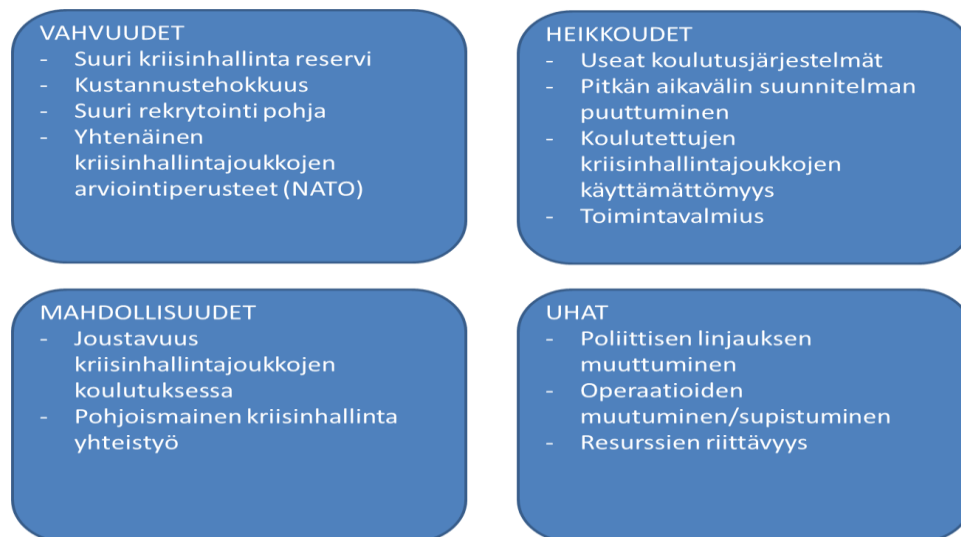 VAHVUUDET
- Suuri kriisinhallinta reservi
- Kustannustehokkuus
- Suuri rekrytointi pohja
- Yhtenäinen
kriisinhallintajoukkojen
arviointiperusteet (NATO)
HEIKKOUDET
- Useat koulutusjärjestelmät
- Pitkän aikavälin suunnitelman
puuttuminen
- Koulutettujen
kriisinhallintajoukkojen
käyttämättömyys
- Toimintavalmius
MAHDOLLISUUDET
- Joustavuus
kriisinhallintajoukkojen
koulutuksessa
- Pohjoismainen kriisinhallinta
yhteistyö
UHAT
- Poliittisen linjauksen
muuttuminen
- Operaatioiden
muutuminen/supistuminen
- Resurssien riittävyys